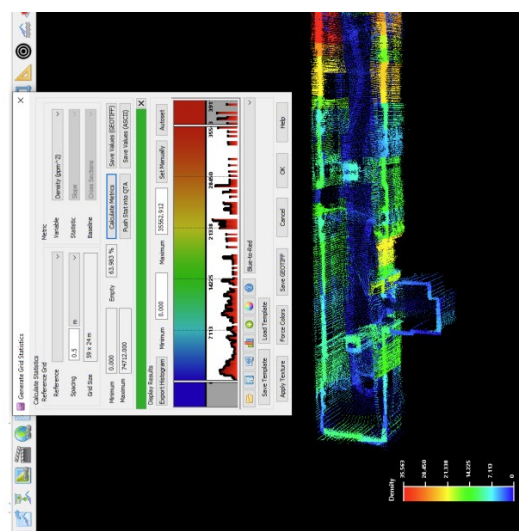 Generate Grid Statistics
Calculate Statistics
Reference Grid
Metric
Reference
Variable
Density (ppm^2)
Spacing
0.5
m
Statistic
Slope
Grid Size
59 x 24 m
Baseline
Cross Sections
Minimum
0.000
Empty
63.983 %
Calculate Metrics
Save Values (GEOTIFF)
Maximum
74712.000
Push Stat into QTA
Save Values (ASCII)
Display Results
Export Histogram
Minimum
0.000
Maximum
35562.912
Set Manually
Autoset
7113
14225
21338
28450
35563
Blue-to-Red
Save Template
Load Template
Apply Texture
Force Colors
Save GEOTIFF
Cancel
OK
Help
Density
35.563
28.450
21.338
14.225
7.113
0